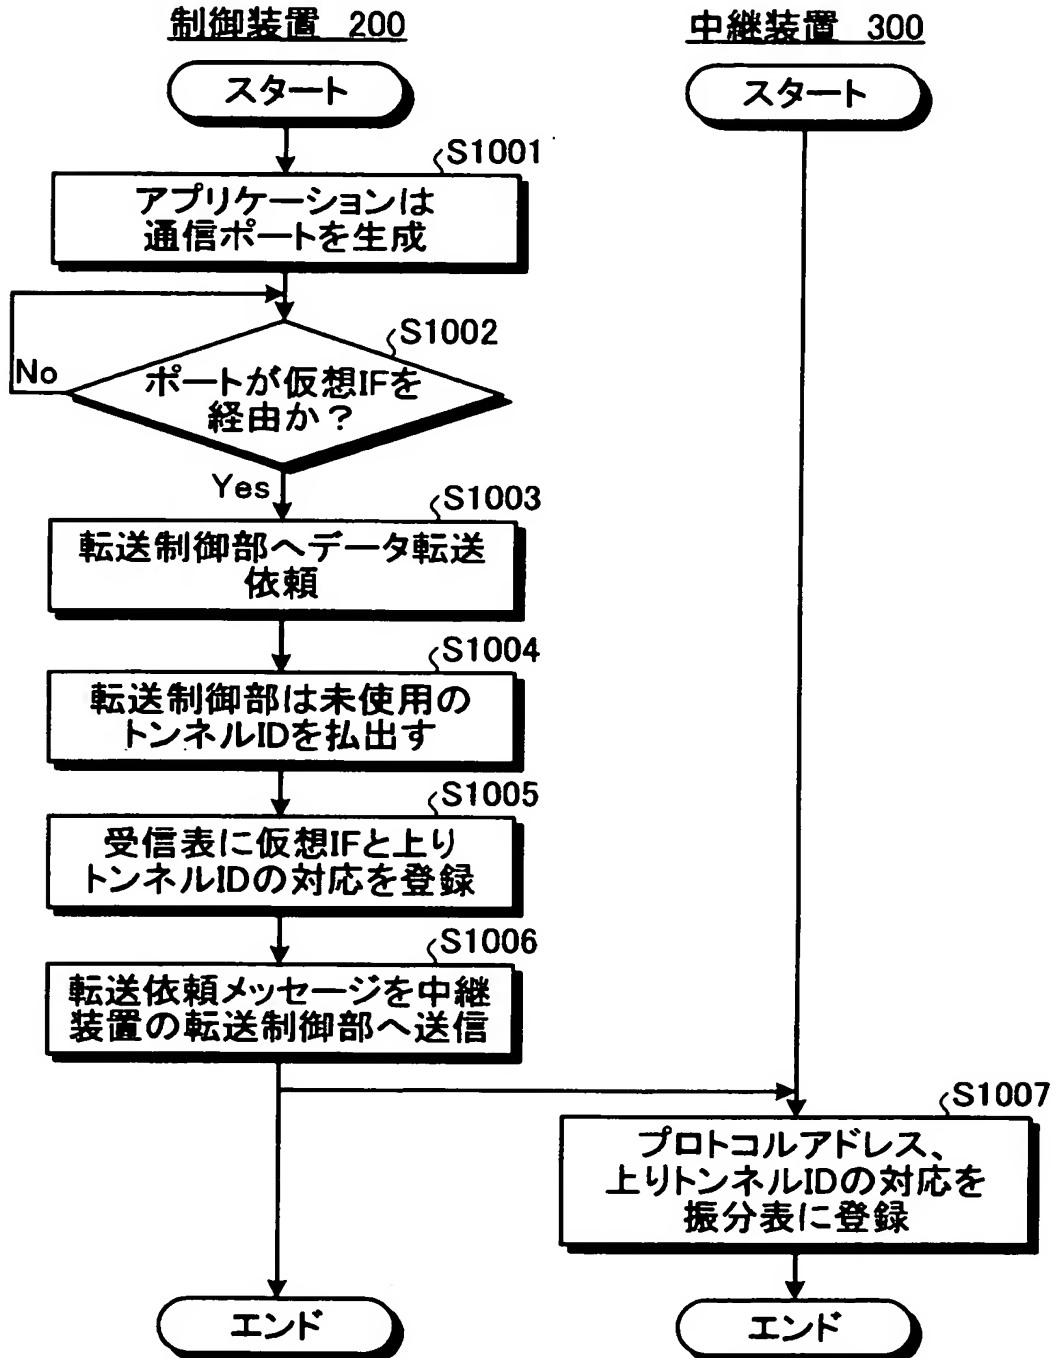 制御装置 200
中継装置 300
スタート
スタート
S1001
アプリケーションは
通信ポートを生成
S1002
No
ポートが仮想IFを
経由か?
Yes
S1003
転送制御部へデータ転送
依頼
S1004
転送制御部は未使用の
トンネルIDを払出す
S1005
受信表に仮想IFと上り
トンネルIDの対応を登録
S1006
転送依頼メッセージを中継
装置の転送制御部へ送信
S1007
プロトコルアドレス、
上りトンネルIDの対応を
振分表に登録
エンド
エンド